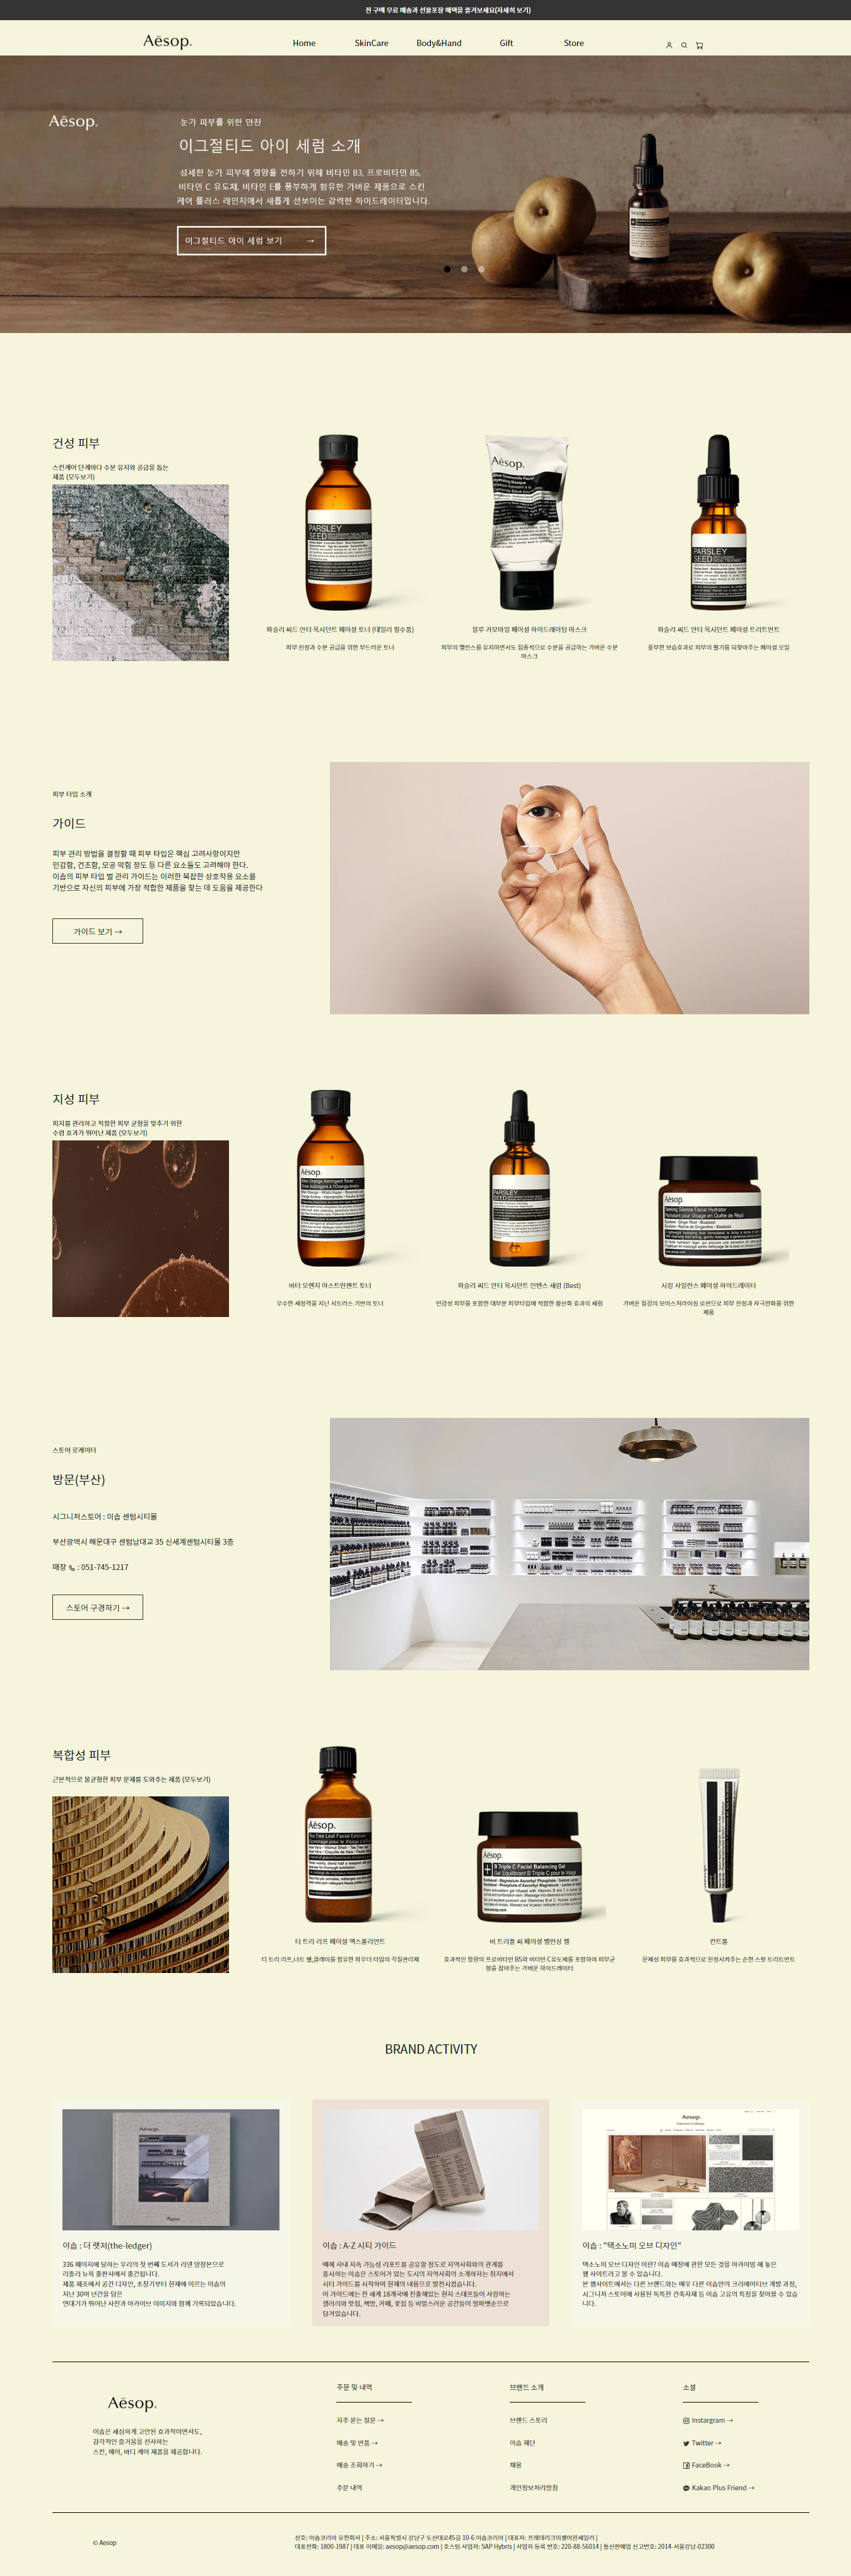 전 구매 무료 배송과 선물포장 혜택을 즐겨보세요(자세히 보기)
Aēsop.
Home SkinCare Body&Hand Gift Store
Aēsop.
눈가 피부를 위한 만찬
이그절티드 아이 세럼 소개
섬세한 눈가 피부에 영양을 전하기 위해 비타민 B3, 프로비타민 B5,
비타민 C 유도체, 비타민 E를 풍부하게 함유한 가벼운 제품으로 스킨
케어 플러스 레인지에서 새롭게 선보이는 강력한 하이드레이터입니다.
이그절티드 아이 세럼 보기 →
건성 피부
스킨케어 단계마다 수분 유지와 공급을 돕는
제품 (모두보기)
PARSLEY
SEED
Aēsop.
PARSLEY
SEED
파슬리 씨드 안티 옥시던트 페이셜 토너 (데일리 필수품)
피부 진정과 수분 공급을 위한 부드러운 토너
블루 카모마일 페이셜 하이드레이팅 마스크
피부의 밸런스를 유지하면서도 집중적으로 수분을 공급하는 가벼운 수분
마스크
파슬리 씨드 안티 옥시던트 페이셜 트리트먼트
풍부한 보습효과로 피부의 활기를 되찾아주는 페이셜 오일
피부 타입 소개
가이드
피부 관리 방법을 결정할 때 피부 타입은 핵심 고려사항이지만
민감함, 건조함, 모공 막힘 정도 등 다른 요소들도 고려해야 한다.
이솝의 피부 타입 별 관리 가이드는 이러한 복잡한 상호작용 요소를
기반으로 자신의 피부에 가장 적합한 제품을 찾는 데 도움을 제공한다
가이드 보기 →
지성 피부
피지를 관리하고 적절한 피부 균형을 맞추기 위한
수렴 효과가 뛰어난 제품 (모두보기)
Aēsop.
Bitter Orange Astringent Toner
PARSLEY
SEED
Aēsop.
Seeking Silence Facial Hydrator
비터 오렌지 아스트린젠트 토너
우수한 세정력을 지닌 시트러스 기반의 토너
파슬리 씨드 안티 옥시던트 인텐스 세럼 (Best)
민감성 피부를 포함한 대부분 피부타입에 적합한 항산화 효과의 세럼
시킹 사일런스 페이셜 하이드레이터
가벼운 질감의 모이스처라이징 로션으로 피부 진정과 자극완화를 위한
제품
스토어 로케이터
방문(부산)
시그니처스토어 : 이솝 센텀시티몰
부산광역시 해운대구 센텀남대로 35 신세계센텀시티몰 3층
매장 : 051-745-1217
스토어 구경하기 →
복합성 피부
근본적으로 불균형한 피부 문제를 도와주는 제품 (모두보기)
Aēsop.
Tea Tree Leaf Facial Exfoliant
Aēsop.
B Triple C Facial Balancing Gel
Gel Equilibrant B Triple C pour le Visage
티 트리 리프 페이셜 엑스폴리언트
티 트리 리프,너트 쉘,클레이를 함유한 파우더 타입의 각질관리제
비 트리플 씨 페이셜 밸런싱 젤
효과적인 함량의 프로비타민 B5와 비타민 C유도체를 포함하여 피부균
형을 잡아주는 가벼운 하이드레이터
컨트롤
문제성 피부를 효과적으로 진정시켜주는 순한 스팟 트리트먼트
BRAND ACTIVITY
Aēsop.
Aēsop.
이솝 : 더 랫저(the-ledger)
336 페이지에 달하는 우리의 첫 번째 도서가 리넨 양장본으로
리졸리 뉴욕 출판사에서 출간됩니다.
제품 제조에서 공간 디자인, 초창기부터 현재에 이르는 이솝의
지난 30여 년간을 담은
연대기가 뛰어난 사진과 아카이브 이미지와 함께 기록되었습니다.
이솝 : A-Z 시티 가이드
매해 사내 지속 가능성 리포트를 공유할 정도로 지역사회와의 관계를
중시하는 이솝은 스토어가 있는 도시의 지역사회의 소개하자는 취지에서
시티 가이드를 시작하여 현재의 내용으로 발전시켰습니다.
이 가이드에는 전 세계 18개국에 진출해있는 현지 스태프들이 사랑하는
갤러리와 맛집, 책방, 카페, 꽃집 등 비밀스러운 공간들이 알파벳순으로
담겨있습니다.
이솝 : "택소노미 오브 디자인"
택소노미 오브 디자인 이란? 이솝 매장에 관한 모든 것을 아카이빙 해 놓은
웹 사이트라고 볼 수 있습니다.
본 웹사이트에서는 다른 브랜드와는 매우 다른 이솝만의 크리에이티브 개발 과정,
시그니처 스토어에 사용된 독특한 건축자재 등 이솝 고유의 특징을 찾아볼 수 있습
니다.
Aēsop.
이솝은 세심하게 고안된 효과적이면서도,
감각적인 즐거움을 선사하는
스킨, 헤어, 바디 케어 제품을 제공합니다.
주문 및 내역
자주 묻는 질문 →
배송 및 반품 →
배송 조회하기 →
주문 내역
브랜드 소개
브랜드 스토리
이솝 재단
채용
개인정보처리방침
소셜
Instargram →
Twitter →
FaceBook →
Kakao Plus Friend →
© Aesop
상호: 이솝코리아 유한회사 | 주소: 서울특별시 강남구 도산대로45길 10-6 이솝코리아 | 대표자: 프레데리크미쉘여완세일러 |
대표전화: 1800-1987 | 대표 이메일: aesop@aesop.com | 호스팅 사업자: SAP Hybris | 사업자 등록 번호: 220-88-56014 | 통신판매업 신고번호: 2014-서울강남-02300